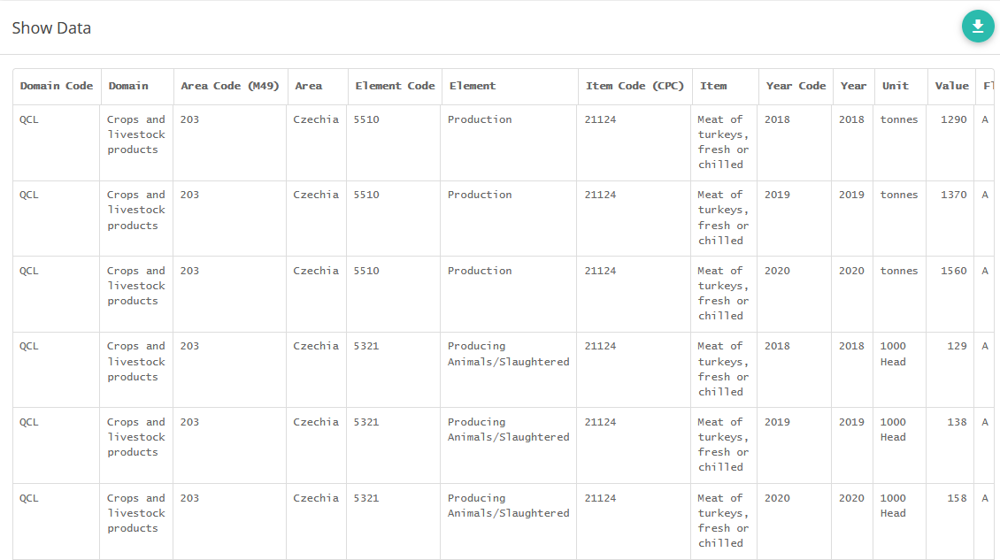 Show Data
Domain Code Domain Area Code (M49) Area Element Code Element Item Code (CPC) Item Year Code Year Unit Value Fl
QCL Crops and 203 Czechia 5510 Production 21124 Meat of 2018 2018 tonnes 1290 A
livestock turkeys,
products fresh or
chilled
QCL Crops and 203 Czechia 5510 Production 21124 Meat of 2019 2019 tonnes 1370 A
livestock turkeys,
products fresh or
chilled
QCL Crops and 203 Czechia 5510 Production 21124 Meat of 2020 2020 tonnes 1560 A
livestock turkeys,
products fresh or
chilled
QCL Crops and 203 Czechia 5321 Producing 21124 Meat of 2018 2018 1000 129 A
livestock Animals/Slaughtered turkeys, Head
products fresh or
chilled
QCL Crops and 203 Czechia 5321 Producing 21124 Meat of 2019 2019 1000 138 A
livestock Animals/Slaughtered turkeys, Head
products fresh or
chilled
QCL Crops and 203 Czechia 5321 Producing 21124 Meat of 2020 2020 1000 158 A
livestock Animals/Slaughtered turkeys, Head
products fresh or
chilled